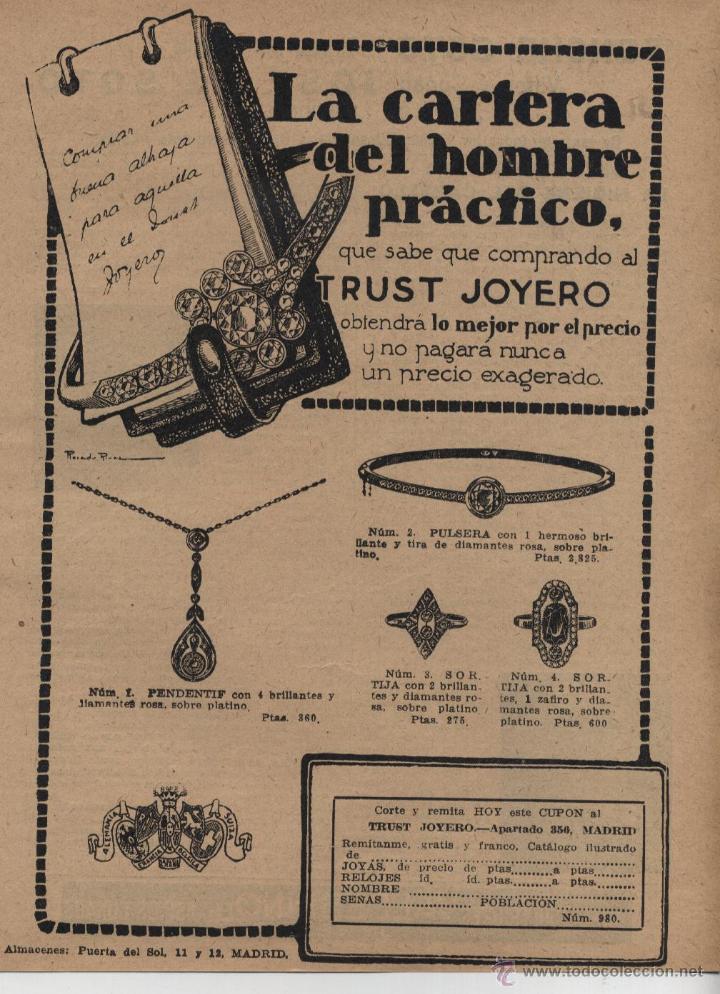 Comprar una
buena alhaja
para aquella
en el Trust
Joyero
La cartera
del hombre
práctico,
que sabe que comprando al
TRUST JOYERO
obtendrá lo mejor por el precio
y no pagará nunca
un precio exagerado.
Núm. 2. PULSERA con 1 hermoso bri-
llante y tira de diamantes rosa, sobre pla-
tino. Ptas. 2.825.
Núm. 1. PENDENTIF con 4 brillantes y
diamantes rosa, sobre platino.
Ptas. 360.
Núm. 3. SOR-
TIJA con 2 brillan-
tes y diamantes ro-
sa, sobre platino
Ptas. 275.
Núm. 4. SOR-
TIJA con 2 brillan-
tes, 1 zafiro y dia-
mantes rosa, sobre
platino. Ptas. 600
ALEMANIA
SUIZA
FRANCIA
Corte y remita HOY este CUPON al
TRUST JOYERO.—Apartado 356, MADRID
Remítanme, gratis y franco, Catálogo ilustrado
de
JOYAS, de precio de ptas. a ptas.
RELOJES íd. íd. ptas. a ptas.
NOMBRE
SEÑAS POBLACION
Núm. 980.
Almacenes: Puerta del Sol, 11 y 12, MADRID.
www.todocoleccion.net